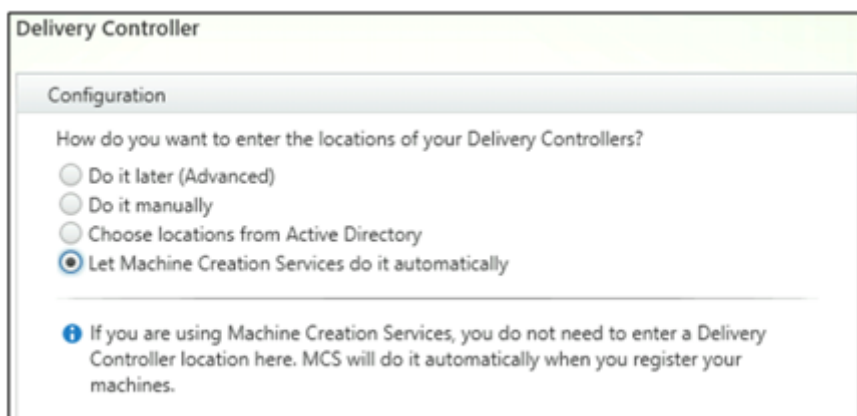 Delivery Controller
Configuration
How do you want to enter the locations of your Delivery Controllers?
Do it later (Advanced)
Do it manually
Choose locations from Active Directory
Let Machine Creation Services do it automatically
If you are using Machine Creation Services, you do not need to enter a Delivery
Controller location here. MCS will do it automatically when you register your
machines.